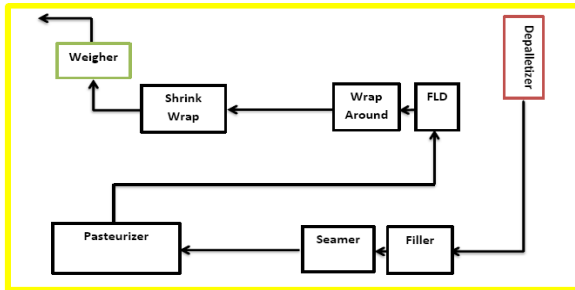 Weigher
Shrink
Wrap
Wrap
Around
FLD
Depalletizer
Pasteurizer
Seamer
Filler